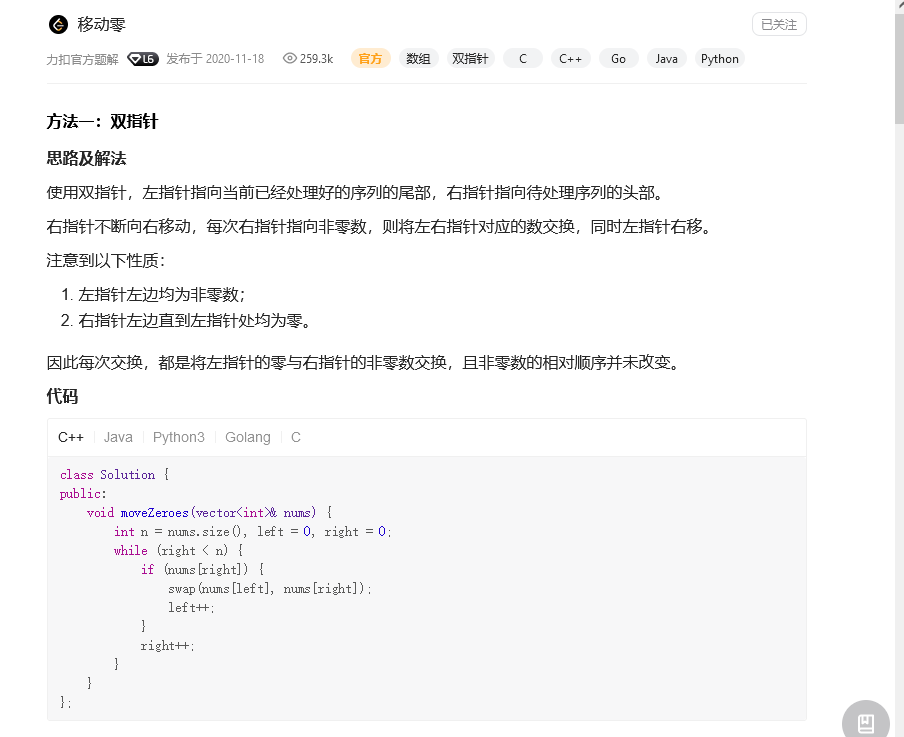 移动零
已关注
力扣官方题解 L6 发布于 2020-11-18 259.3k 官方 数组 双指针 C C++ Go Java Python
方法一：双指针
思路及解法
使用双指针，左指针指向当前已经处理好的序列的尾部，右指针指向待处理序列的头部。
右指针不断向右移动，每次右指针指向非零数，则将左右指针对应的数交换，同时左指针右移。
注意到以下性质：
1. 左指针左边均为非零数；
2. 右指针左边直到左指针处均为零。
因此每次交换，都是将左指针的零与右指针的非零数交换，且非零数的相对顺序并未改变。
代码
C++ Java Python3 Golang C
class Solution {
public:
    void moveZeroes(vector<int>& nums) {
        int n = nums.size(), left = 0, right = 0;
        while (right < n) {
            if (nums[right]) {
                swap(nums[left], nums[right]);
                left++;
            }
            right++;
        }
    }
};